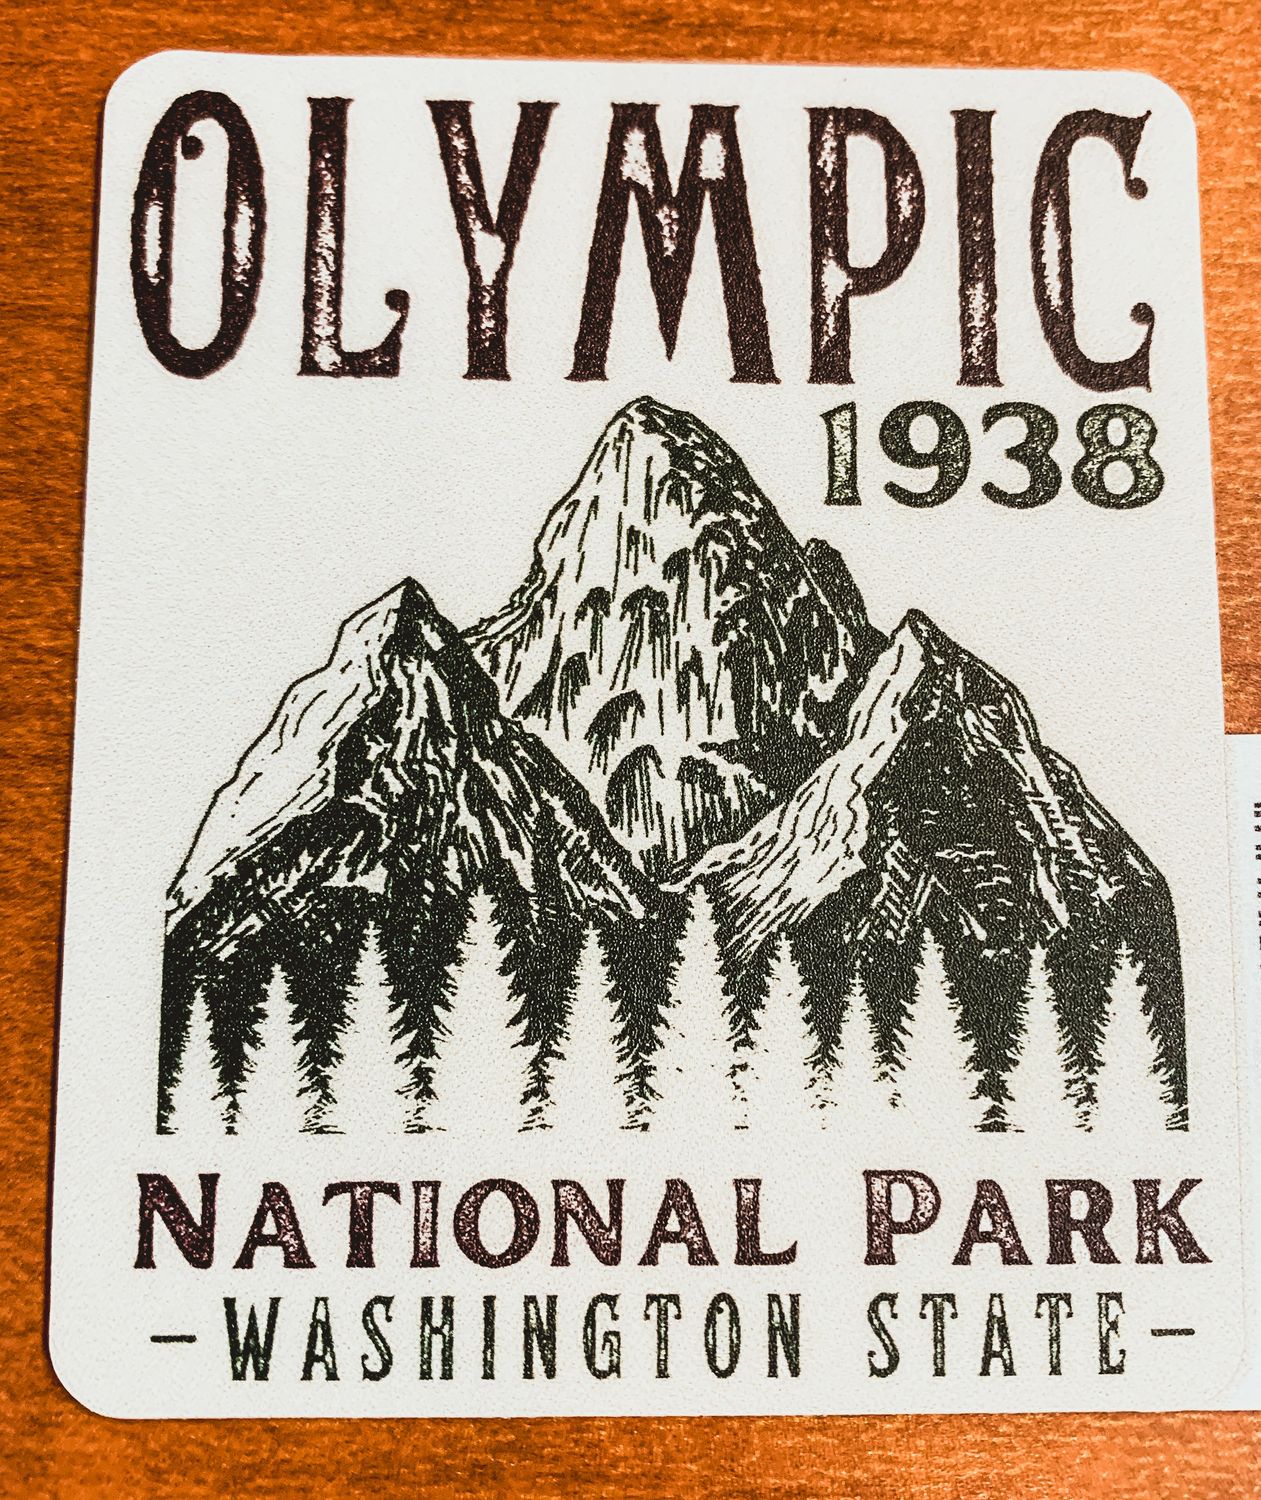 OLYMPIC
1938
NATIONAL PARK
-WASHINGTON STATE-